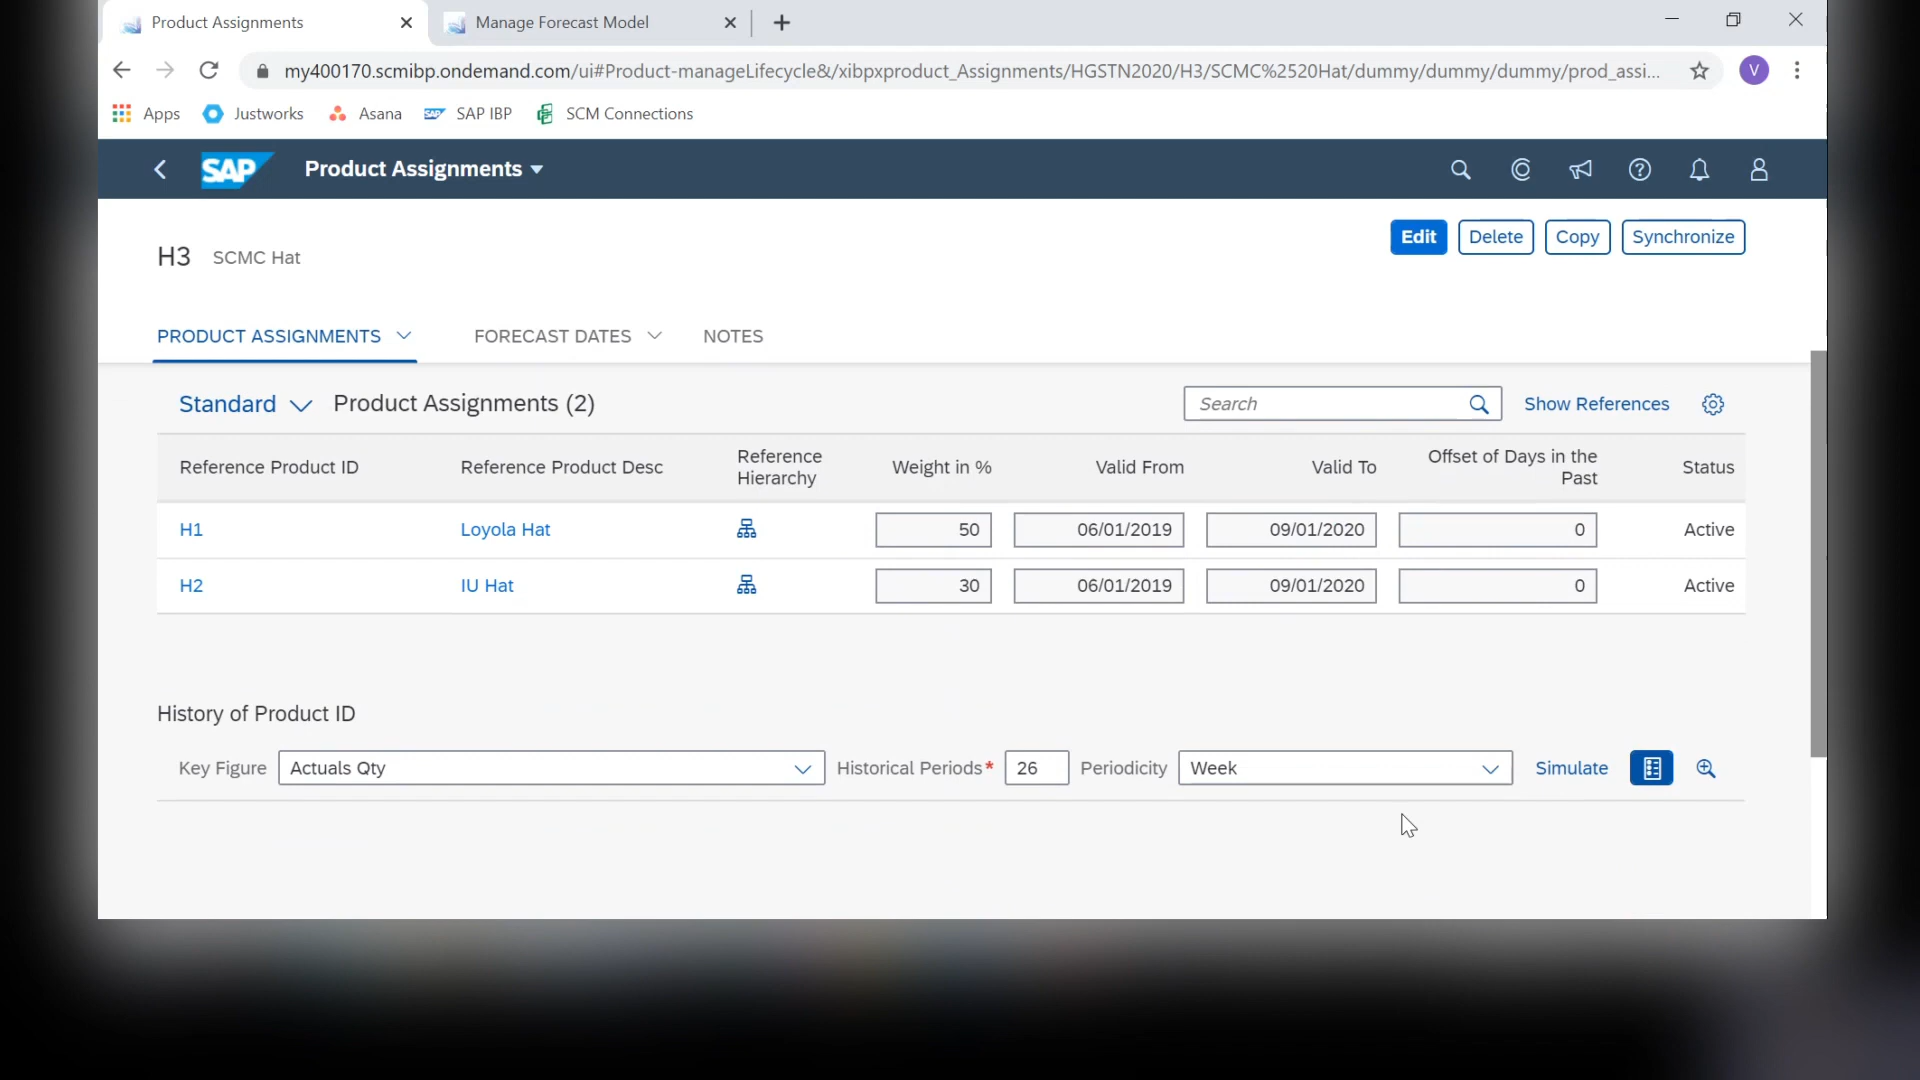 Product Assignments
Manage Forecast Model
my400170.scmibp.ondemand.com/ui#Product-manageLifecycle&/xibpxproduct_Assignments/HGSTN2020/H3/SCMC%2520Hat/dummy/dummy/dummy/prod_assi...
V
Apps Justworks Asana SAP IBP SCM Connections
SAP Product Assignments
H3 SCMC Hat
Edit Delete Copy Synchronize
PRODUCT ASSIGNMENTS FORECAST DATES NOTES
Standard Product Assignments (2) Search Show References
Reference Product ID Reference Product Desc Reference Hierarchy Weight in % Valid From Valid To Offset of Days in the Past Status
H1 Loyola Hat 50 06/01/2019 09/01/2020 0 Active
H2 IU Hat 30 06/01/2019 09/01/2020 0 Active
History of Product ID
Key Figure Actuals Qty Historical Periods* 26 Periodicity Week Simulate